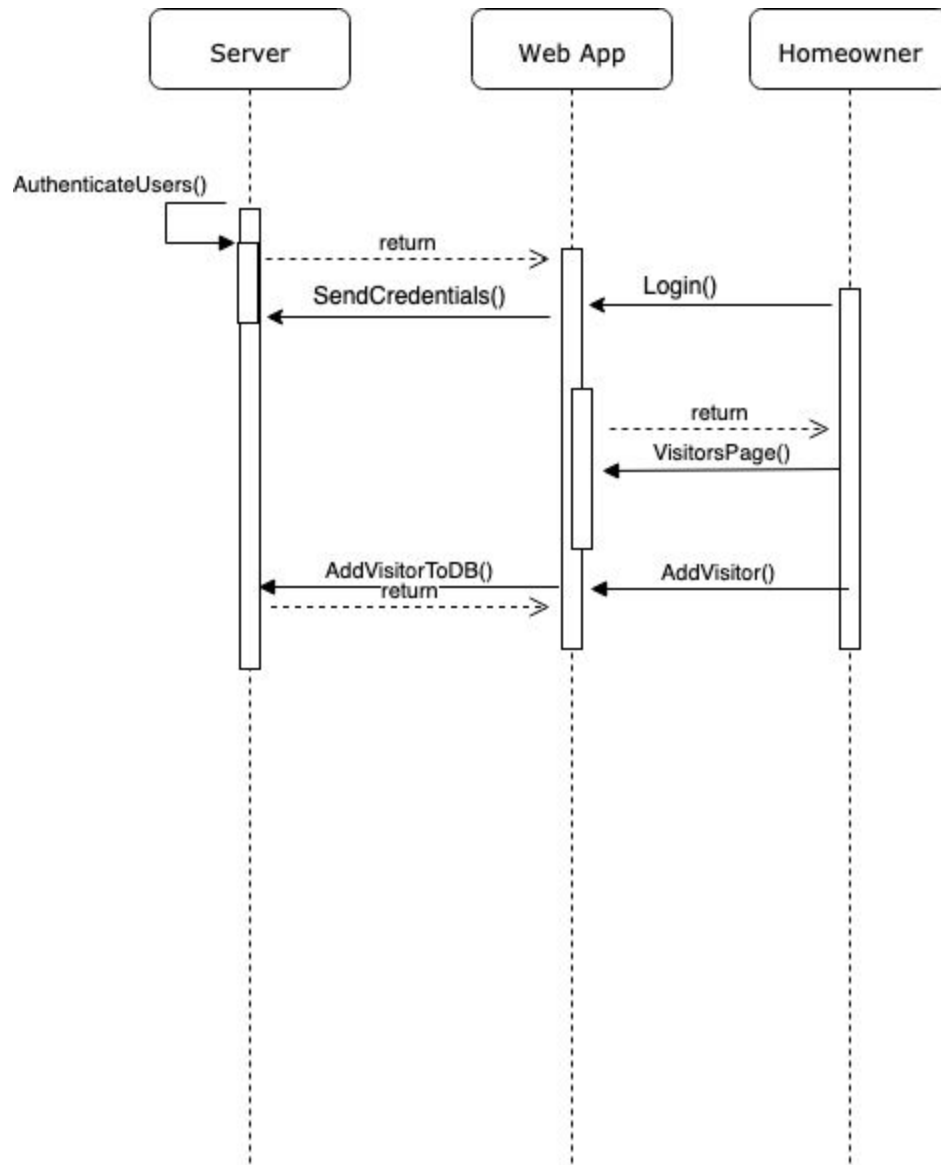 Server
Web App
Homeowner
AuthenticateUsers()
return
Login()
SendCredentials()
return
VisitorsPage()
AddVisitorToDB()
AddVisitor()
return